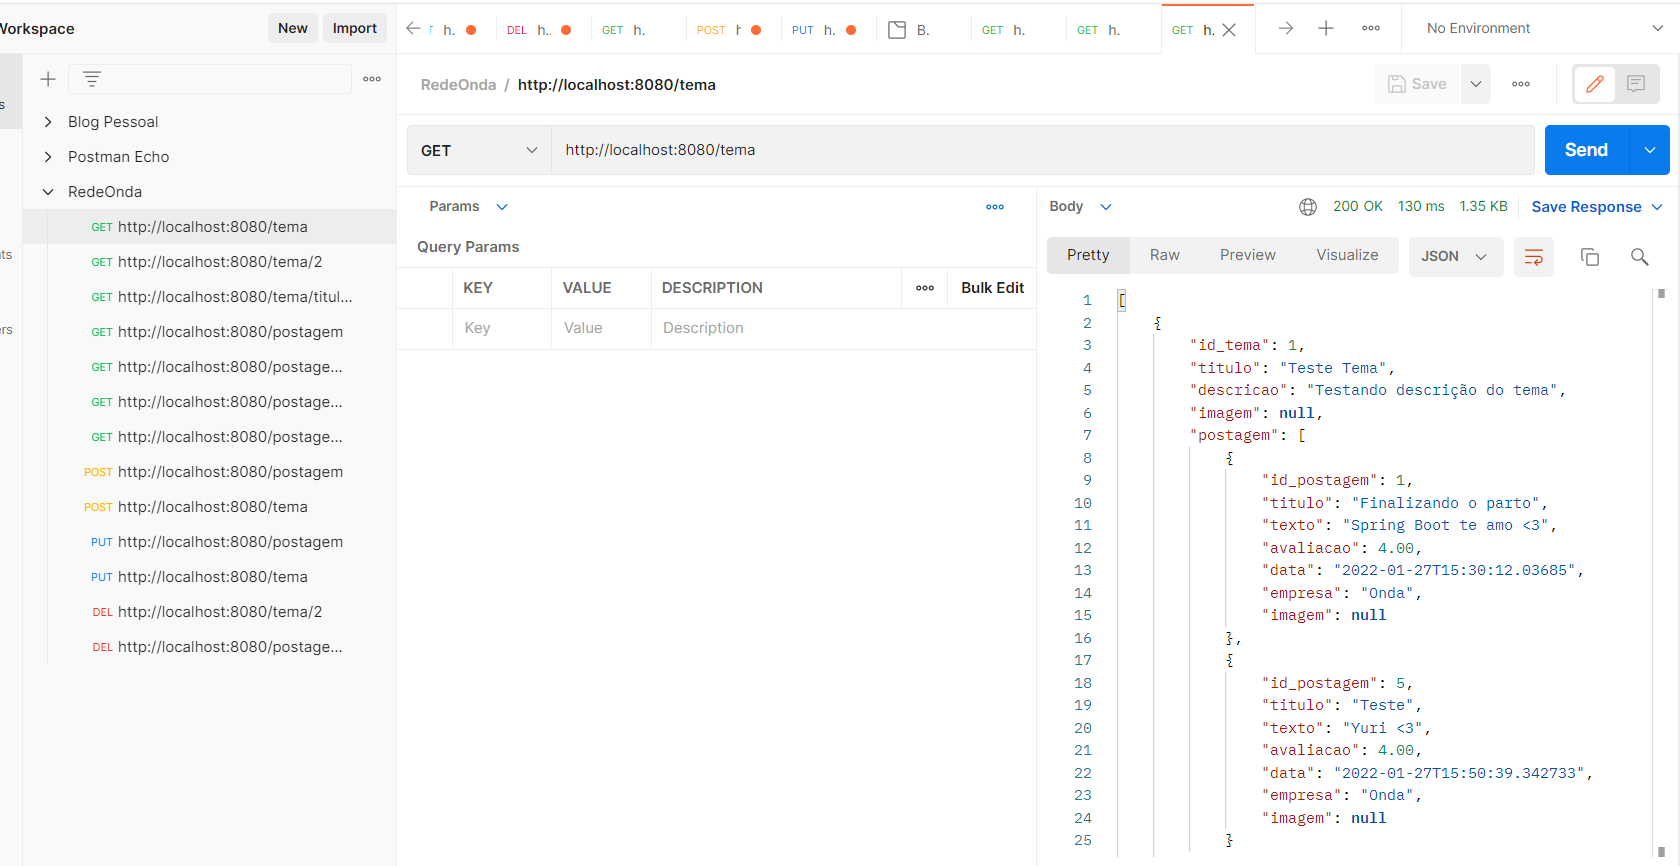 Workspace
New
Import
T h.
DEL h..
GET h.
POST h
PUT h.
B.
GET h.
GET h.
GET h.
No Environment
s
nts
ers
Blog Pessoal
Postman Echo
RedeOnda
GET http://localhost:8080/tema
GET http://localhost:8080/tema/2
GET http://localhost:8080/tema/titul...
GET http://localhost:8080/postagem
GET http://localhost:8080/postage...
GET http://localhost:8080/postage...
GET http://localhost:8080/postage...
POST http://localhost:8080/postagem
POST http://localhost:8080/tema
PUT http://localhost:8080/postagem
PUT http://localhost:8080/tema
DEL http://localhost:8080/tema/2
DEL http://localhost:8080/postage...
RedeOnda / http://localhost:8080/tema
Save
GET
http://localhost:8080/tema
Send
Params
Query Params
KEY VALUE DESCRIPTION Bulk Edit
Key Value Description
Body
200 OK 130 ms 1.35 KB Save Response
Pretty Raw Preview Visualize JSON
1 [
2 {
3 "id_tema": 1,
4 "titulo": "Teste Tema",
5 "descricao": "Testando descrição do tema",
6 "imagem": null,
7 "postagem": [
8 {
9 "id_postagem": 1,
10 "titulo": "Finalizando o parto",
11 "texto": "Spring Boot te amo <3",
12 "avaliacao": 4.00,
13 "data": "2022-01-27T15:30:12.03685",
14 "empresa": "Onda",
15 "imagem": null
16 },
17 {
18 "id_postagem": 5,
19 "titulo": "Teste",
20 "texto": "Yuri <3",
21 "avaliacao": 4.00,
22 "data": "2022-01-27T15:50:39.342733",
23 "empresa": "Onda",
24 "imagem": null
25 }